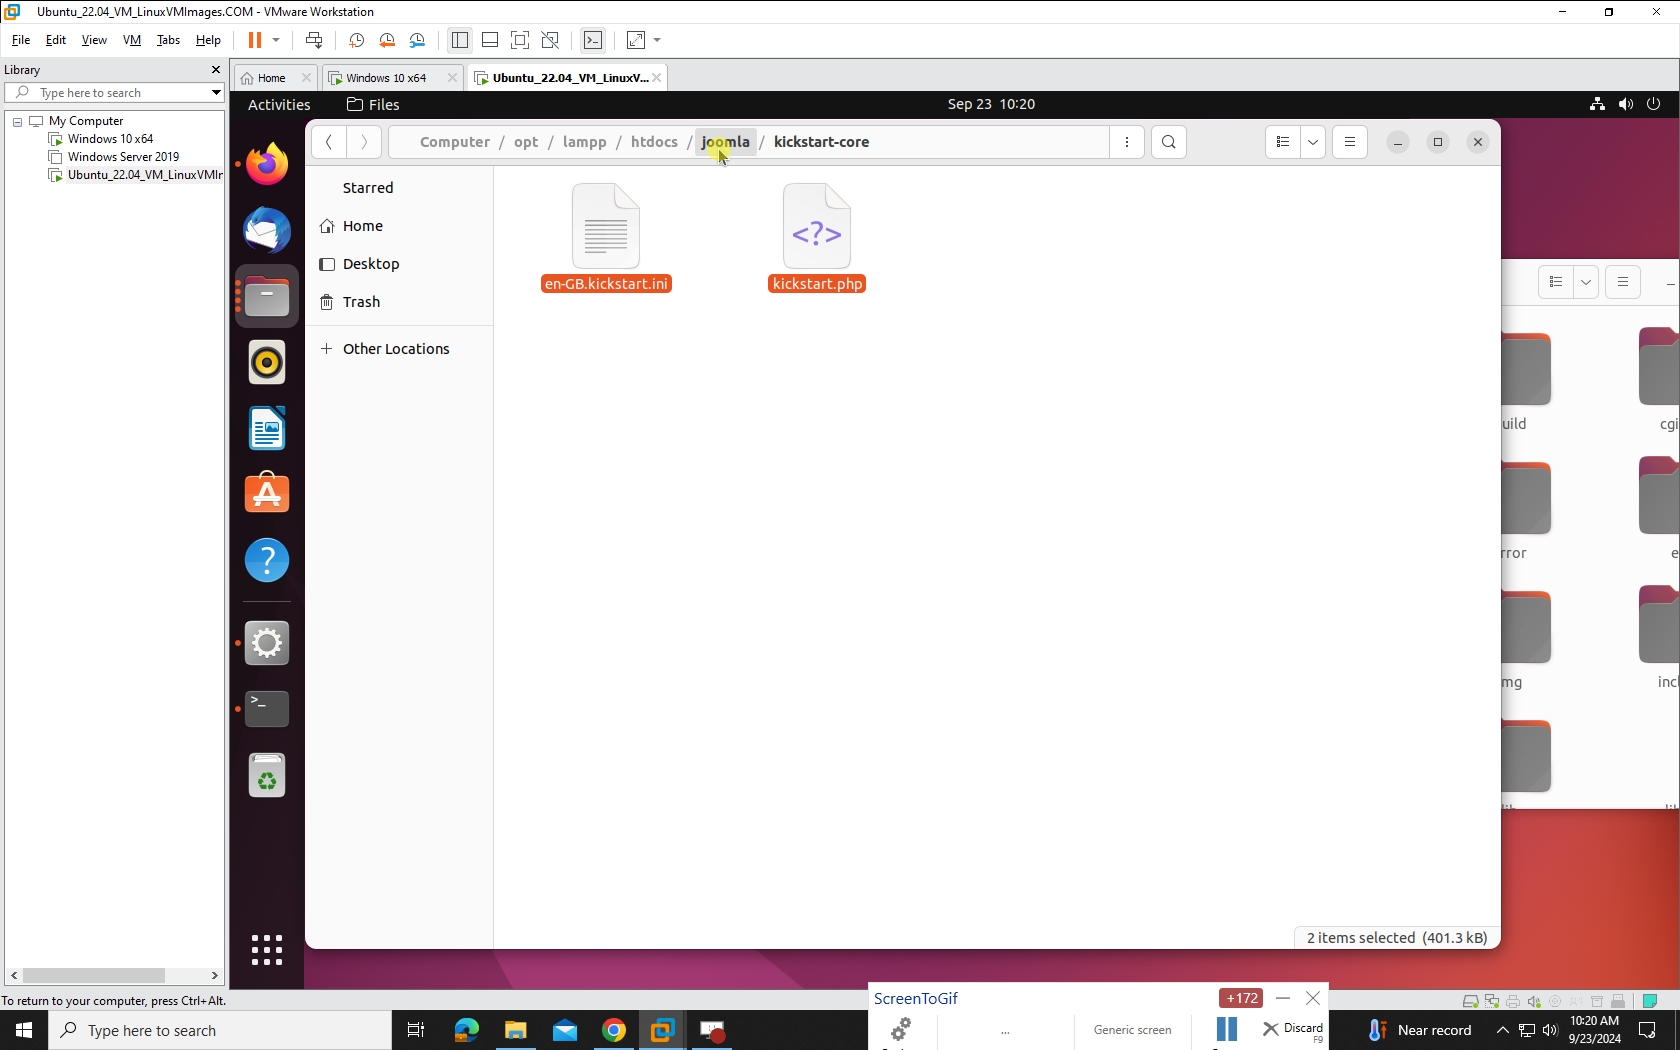 Ubuntu_22.04_VM_LinuxVMImages.COM - VMware Workstation
File Edit View VM Tabs Help
Library
Type here to search
My Computer
Windows 10 x64
Windows Server 2019
Ubuntu_22.04_VM_LinuxVMIr
Home
Windows 10 x64
Ubuntu_22.04_VM_LinuxV...
Activities
Files
Sep 23 10:20
Computer / opt / lampp / htdocs / joomla / kickstart-core
Starred
Home
Desktop
Trash
Other Locations
en-GB.kickstart.ini
kickstart.php
uild
cgi
rror
e
mg
incl
2 items selected (401.3 kB)
To return to your computer, press Ctrl+Alt.
ScreenToGif
+172
...
Generic screen
Discard
F9
Type here to search
Near record
10:20 AM
9/23/2024